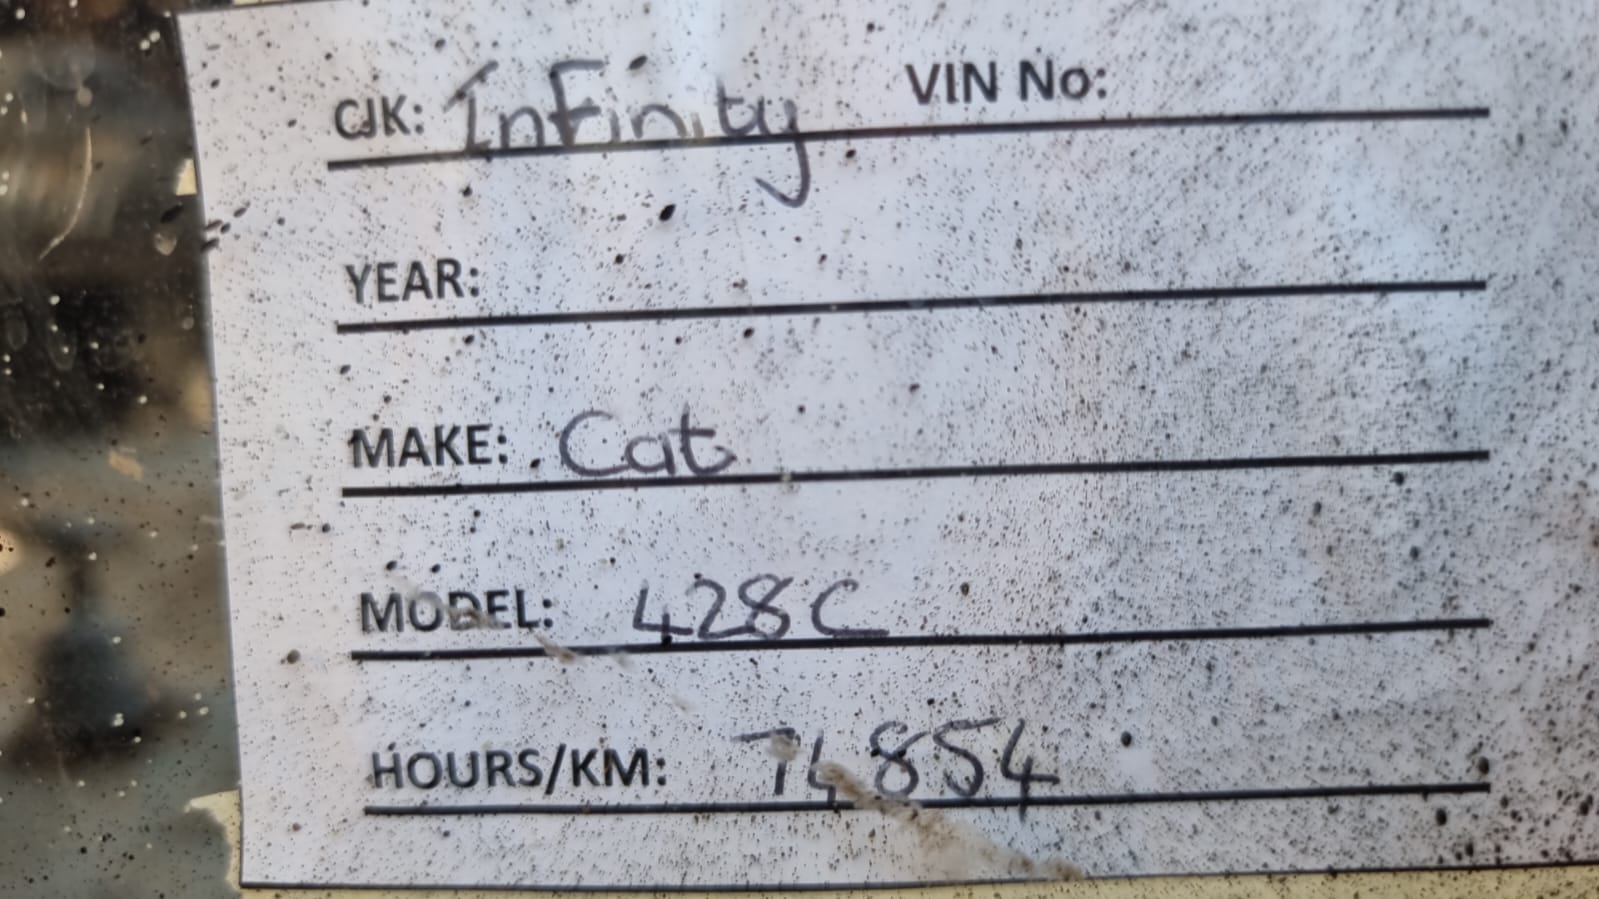 CJK: InFinity VIN No:
YEAR:
MAKE: Cat
MODEL: 428C
HOURS/KM: 74854